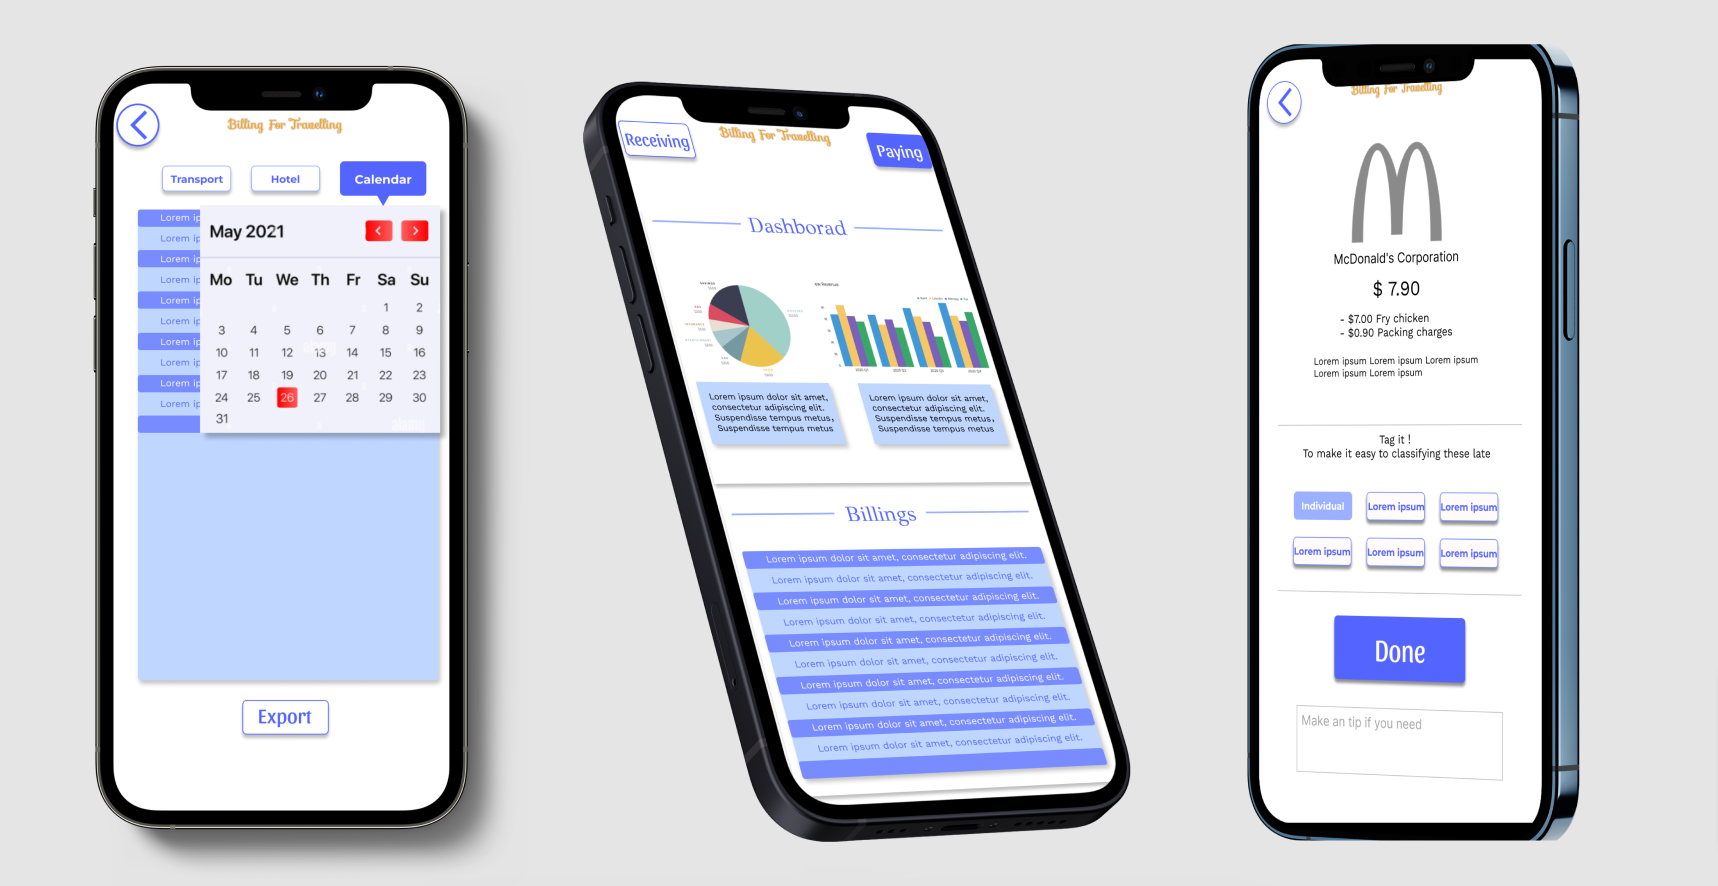 Billing For Travelling
Transport
Hotel
Calendar
Lorem ip
Lorem ip
Lorem ip
Lorem ip
Lorem ip
Lorem ip
Lorem ip
Lorem ip
Lorem ip
Lorem ip
May 2021
Mo Tu We Th Fr Sa Su
1 2
3 4 5 6 7 8 9
10 11 12 13 14 15 16
17 18 19 20 21 22 23
24 25 26 27 28 29 30
31
Export
Receiving
Billing For Travelling
Paying
Dashborad
Lorem ipsum dolor sit amet,
consectetur adipiscing elit.
Suspendisse tempus metus,
Suspendisse tempus metus
Lorem ipsum dolor sit amet,
consectetur adipiscing elit.
Suspendisse tempus metus,
Suspendisse tempus metus
Billings
Lorem ipsum dolor sit amet, consectetur adipiscing elit.
Lorem ipsum dolor sit amet, consectetur adipiscing elit.
Lorem ipsum dolor sit amet, consectetur adipiscing elit.
Lorem ipsum dolor sit amet, consectetur adipiscing elit.
Lorem ipsum dolor sit amet, consectetur adipiscing elit.
Lorem ipsum dolor sit amet, consectetur adipiscing elit.
Lorem ipsum dolor sit amet, consectetur adipiscing elit.
Lorem ipsum dolor sit amet, consectetur adipiscing elit.
Lorem ipsum dolor sit amet, consectetur adipiscing elit.
Lorem ipsum dolor sit amet, consectetur adipiscing elit.
Billing For Travelling
McDonald's Corporation
$ 7.90
- $7.00 Fry chicken
- $0.90 Packing charges
Lorem ipsum Lorem ipsum Lorem ipsum
Lorem ipsum Lorem ipsum
Tag it !
To make it easy to classifying these late
Individual
Lorem ipsum
Lorem ipsum
Lorem ipsum
Lorem ipsum
Lorem ipsum
Done
Make an tip if you need